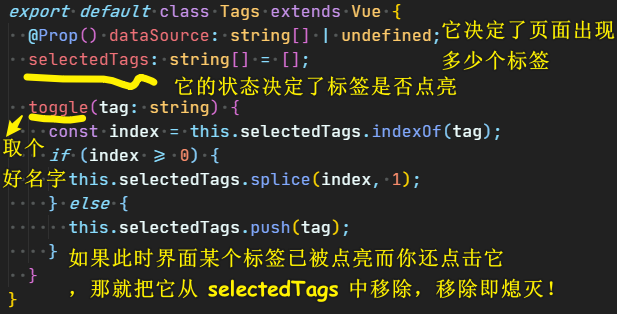 export default class Tags extends Vue {
@Prop() dataSource: string[] | undefined; 它决定了页面出现
多少个标签
selectedTags: string[] = [];
它的状态决定了标签是否点亮
toggle(tag: string) {
const index = this.selectedTags.indexOf(tag);
取个
好名字
if (index ⩾ 0) {
this.selectedTags.splice(index, 1);
} else {
this.selectedTags.push(tag);
}
如果此时界面某个标签已被点亮而你还点击它
，那就把它从 selectedTags 中移除，移除即熄灭！
}
}